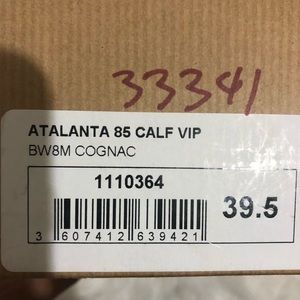 33341
ATALANTA 85 CALF VIP
BW8M COGNAC
1110364
39.5
3 607412 639421